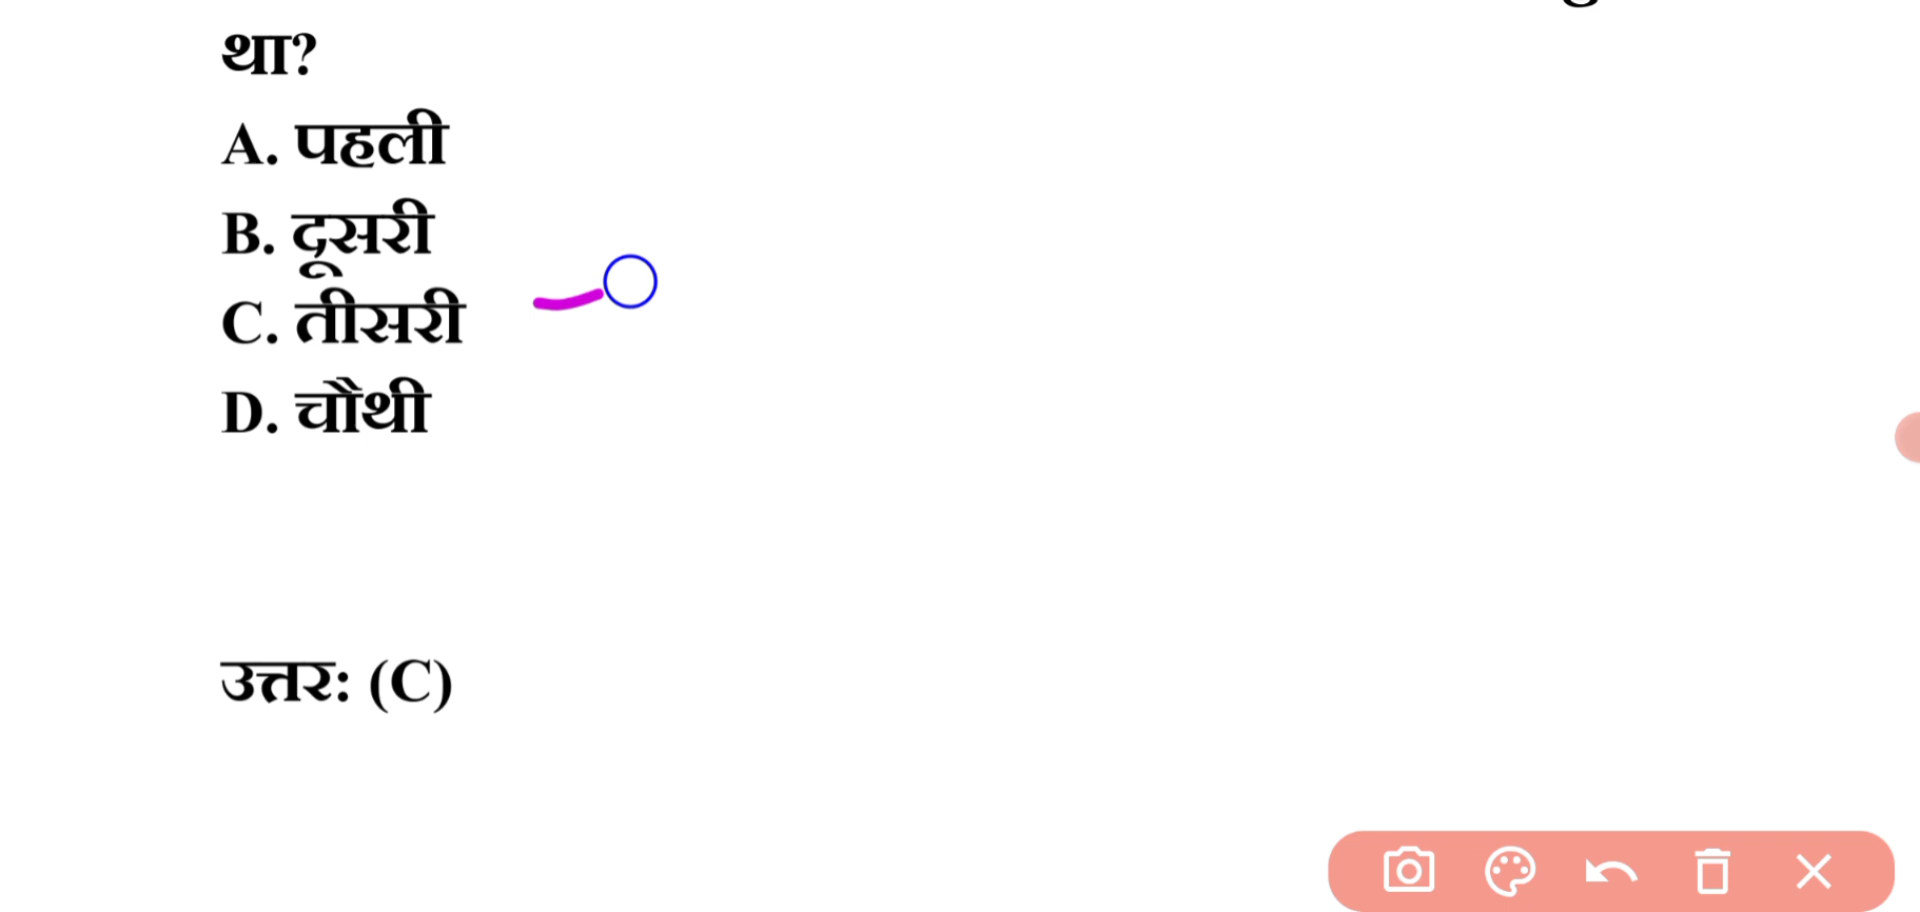 था?
A. पहली
B. दूसरी
C. तीसरी
D. चौथी
उत्तर: (C)